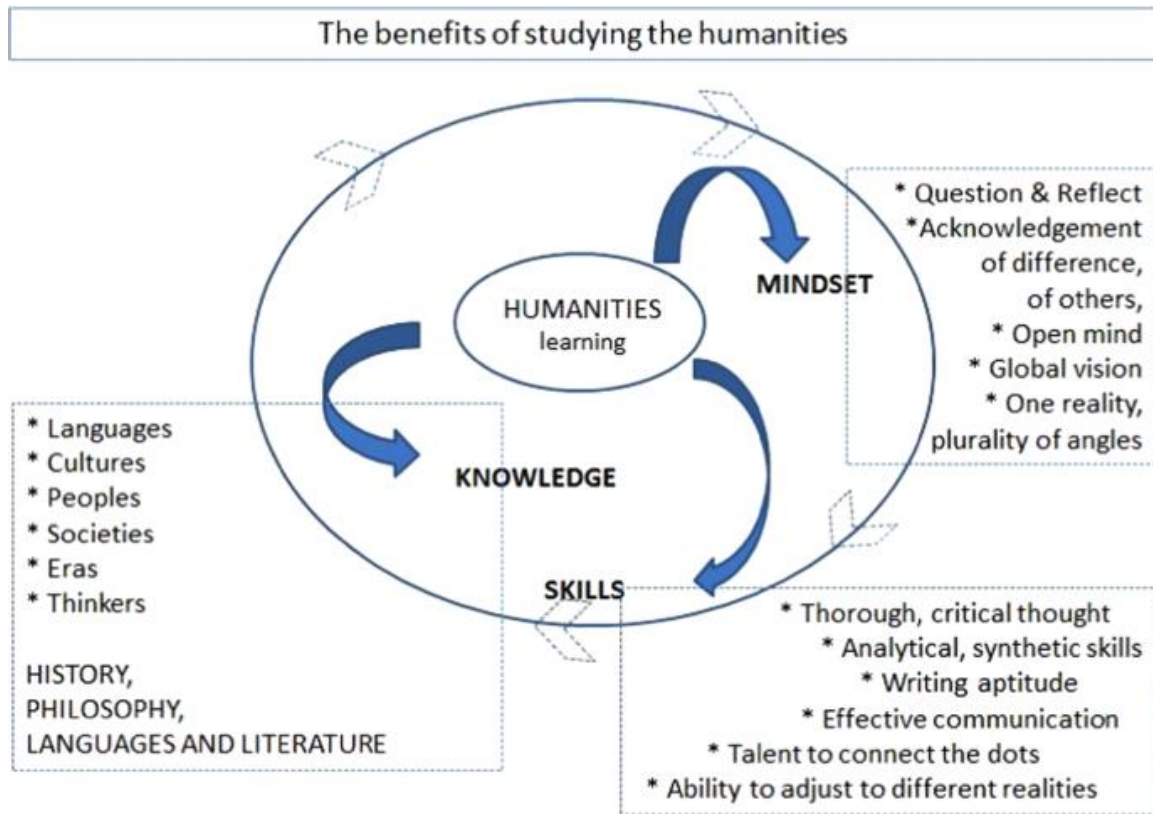 The benefits of studying the humanities
HUMANITIES
learning
MINDSET
* Question & Reflect
*Acknowledgement
of difference,
of others,
* Open mind
* Global vision
* One reality,
plurality of angles
KNOWLEDGE
* Languages
* Cultures
* Peoples
* Societies
* Eras
* Thinkers
HISTORY,
PHILOSOPHY,
LANGUAGES AND LITERATURE
SKILLS
* Thorough, critical thought
* Analytical, synthetic skills
* Writing aptitude
* Effective communication
* Talent to connect the dots
* Ability to adjust to different realities